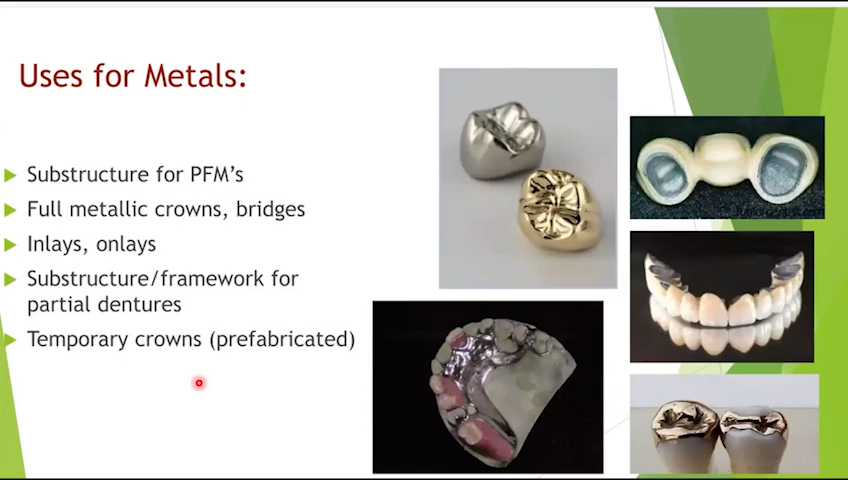 Uses for Metals:
Substructure for PFM's
Full metallic crowns, bridges
Inlays, onlays
Substructure/framework for
partial dentures
Temporary crowns (prefabricated)